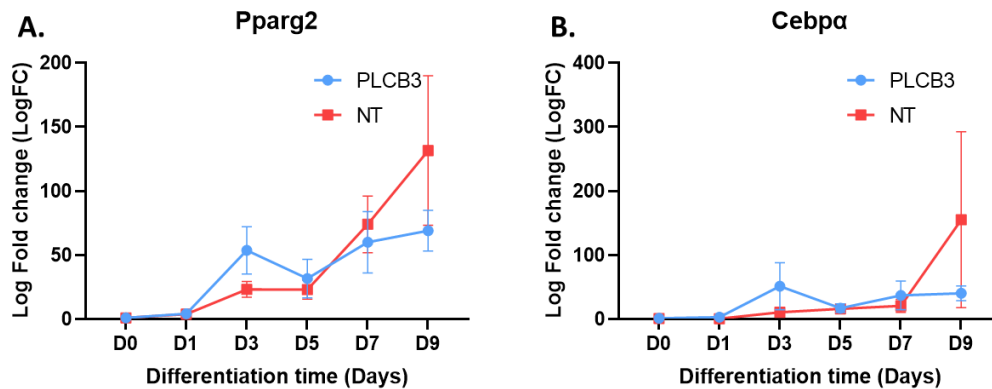 A.
Pparg2
Log Fold change (LogFC)
200
150
100
50
0
PLCB3
NT
D0 D1 D3 D5 D7 D9
Differentiation time (Days)
B.
Cebpα
Log Fold change (LogFC)
400
300
200
100
0
PLCB3
NT
D0 D1 D3 D5 D7 D9
Differentiation time (Days)